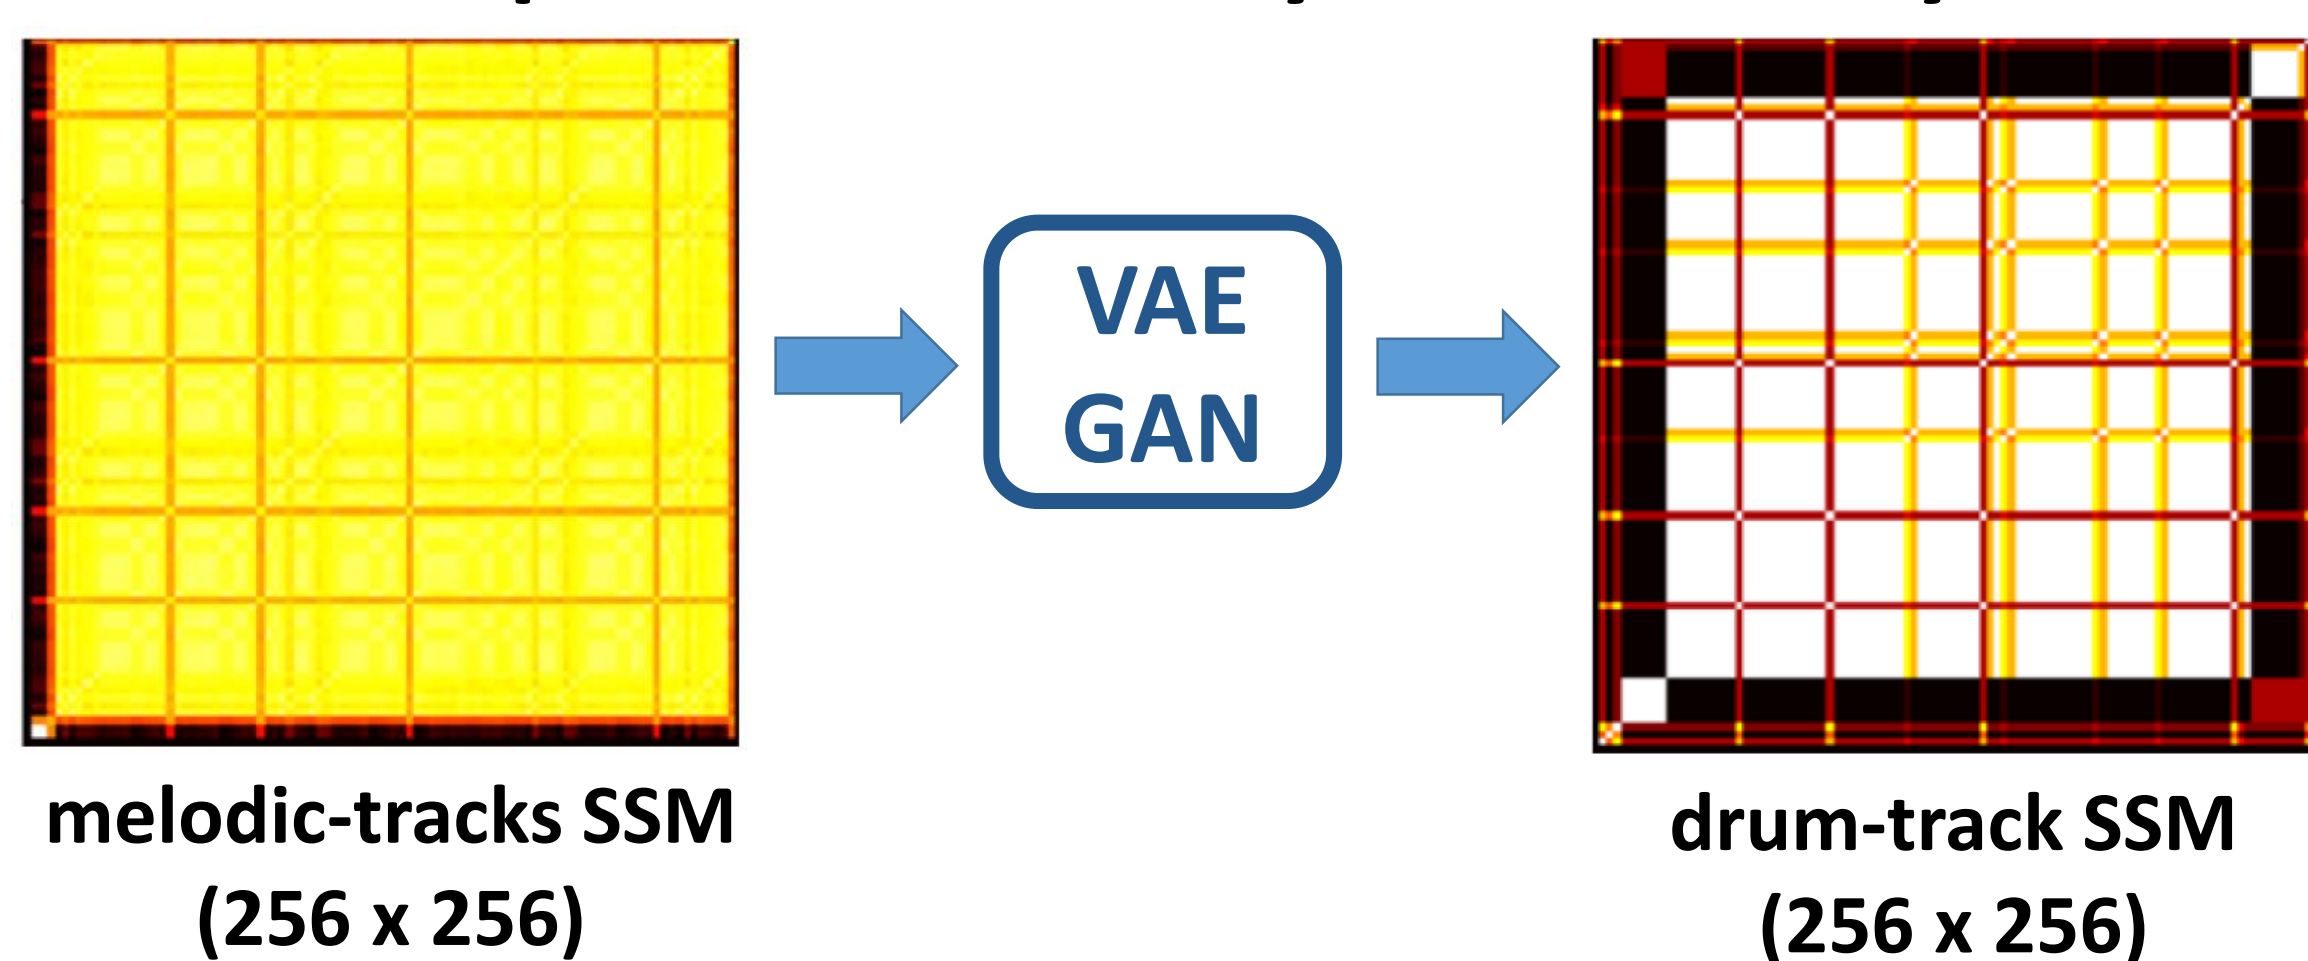 VAE
GAN
melodic-tracks SSM
(256 x 256)
drum-track SSM
(256 x 256)